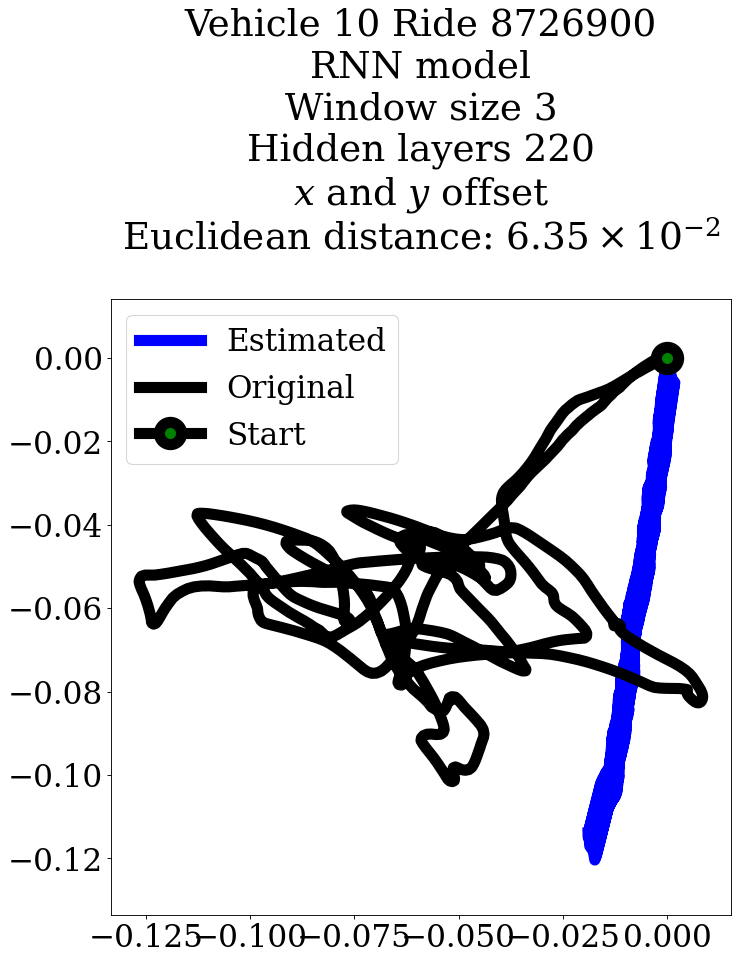 Vehicle 10 Ride 8726900
RNN model
Window size 3
Hidden layers 220
x and y offset
Euclidean distance: 6.35 × 10⁻²
Estimated
Original
Start
0.00
−0.02
−0.04
−0.06
−0.08
−0.10
−0.12
−0.125 −0.100 −0.075 −0.050 −0.025 0.000